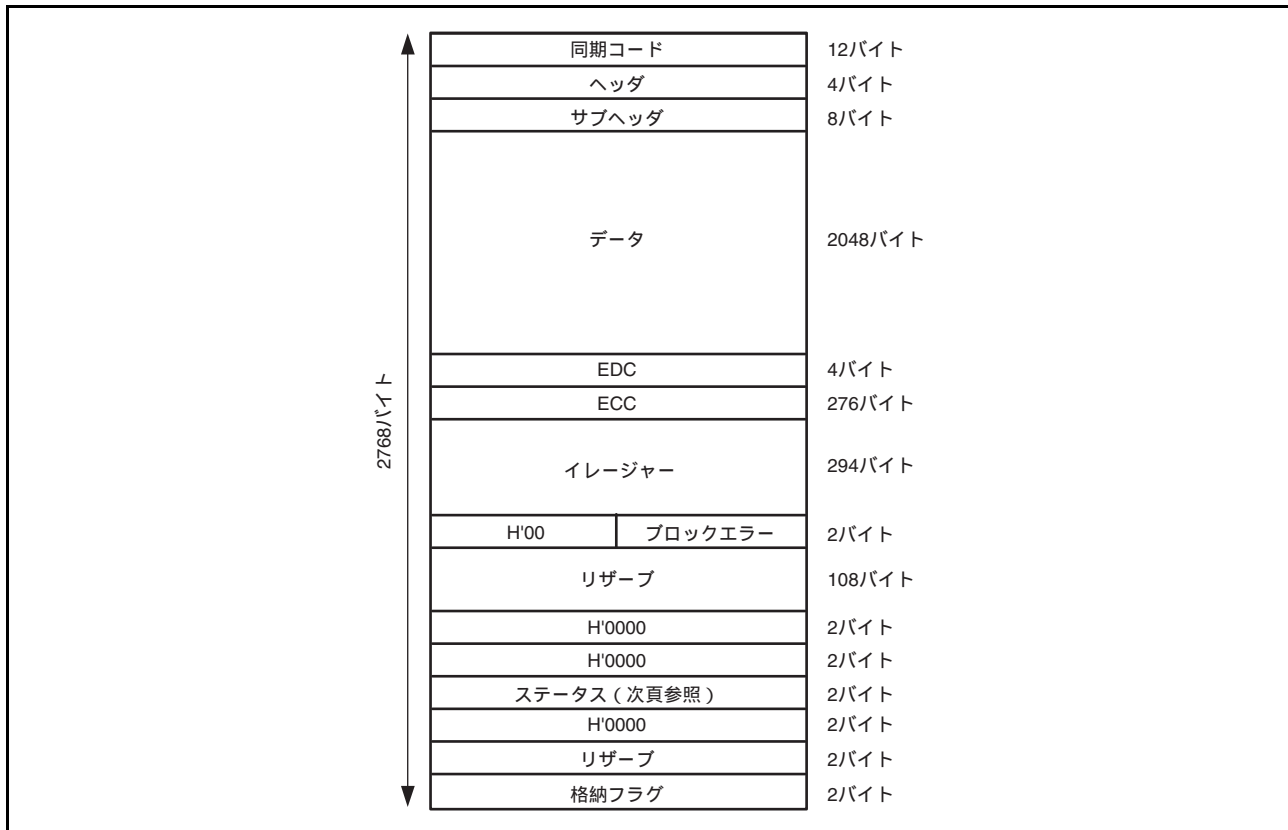 同期コード 12バイト
ヘッダ 4バイト
サブヘッダ 8バイト
データ 2048バイト
EDC 4バイト
ECC 276バイト
2768バイト
イレージャー 294バイト
H'00 ブロックエラー 2バイト
リザーブ 108バイト
H'0000 2バイト
H'0000 2バイト
ステータス（次頁参照） 2バイト
H'0000 2バイト
リザーブ 2バイト
格納フラグ 2バイト